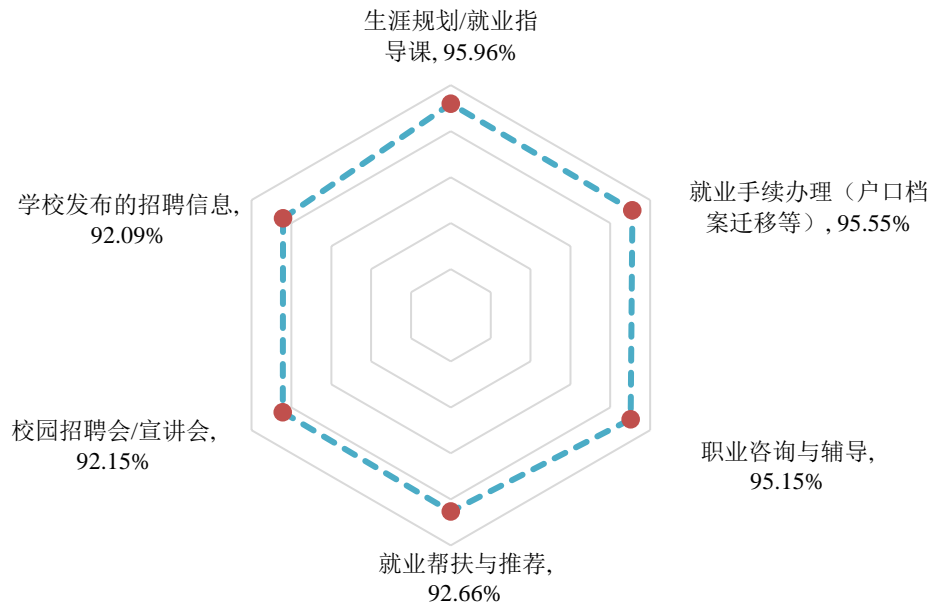 生涯规划/就业指
导课, 95.96%
就业手续办理（户口档
案迁移等）, 95.55%
学校发布的招聘信息,
92.09%
职业咨询与辅导,
95.15%
校园招聘会/宣讲会,
92.15%
就业帮扶与推荐,
92.66%